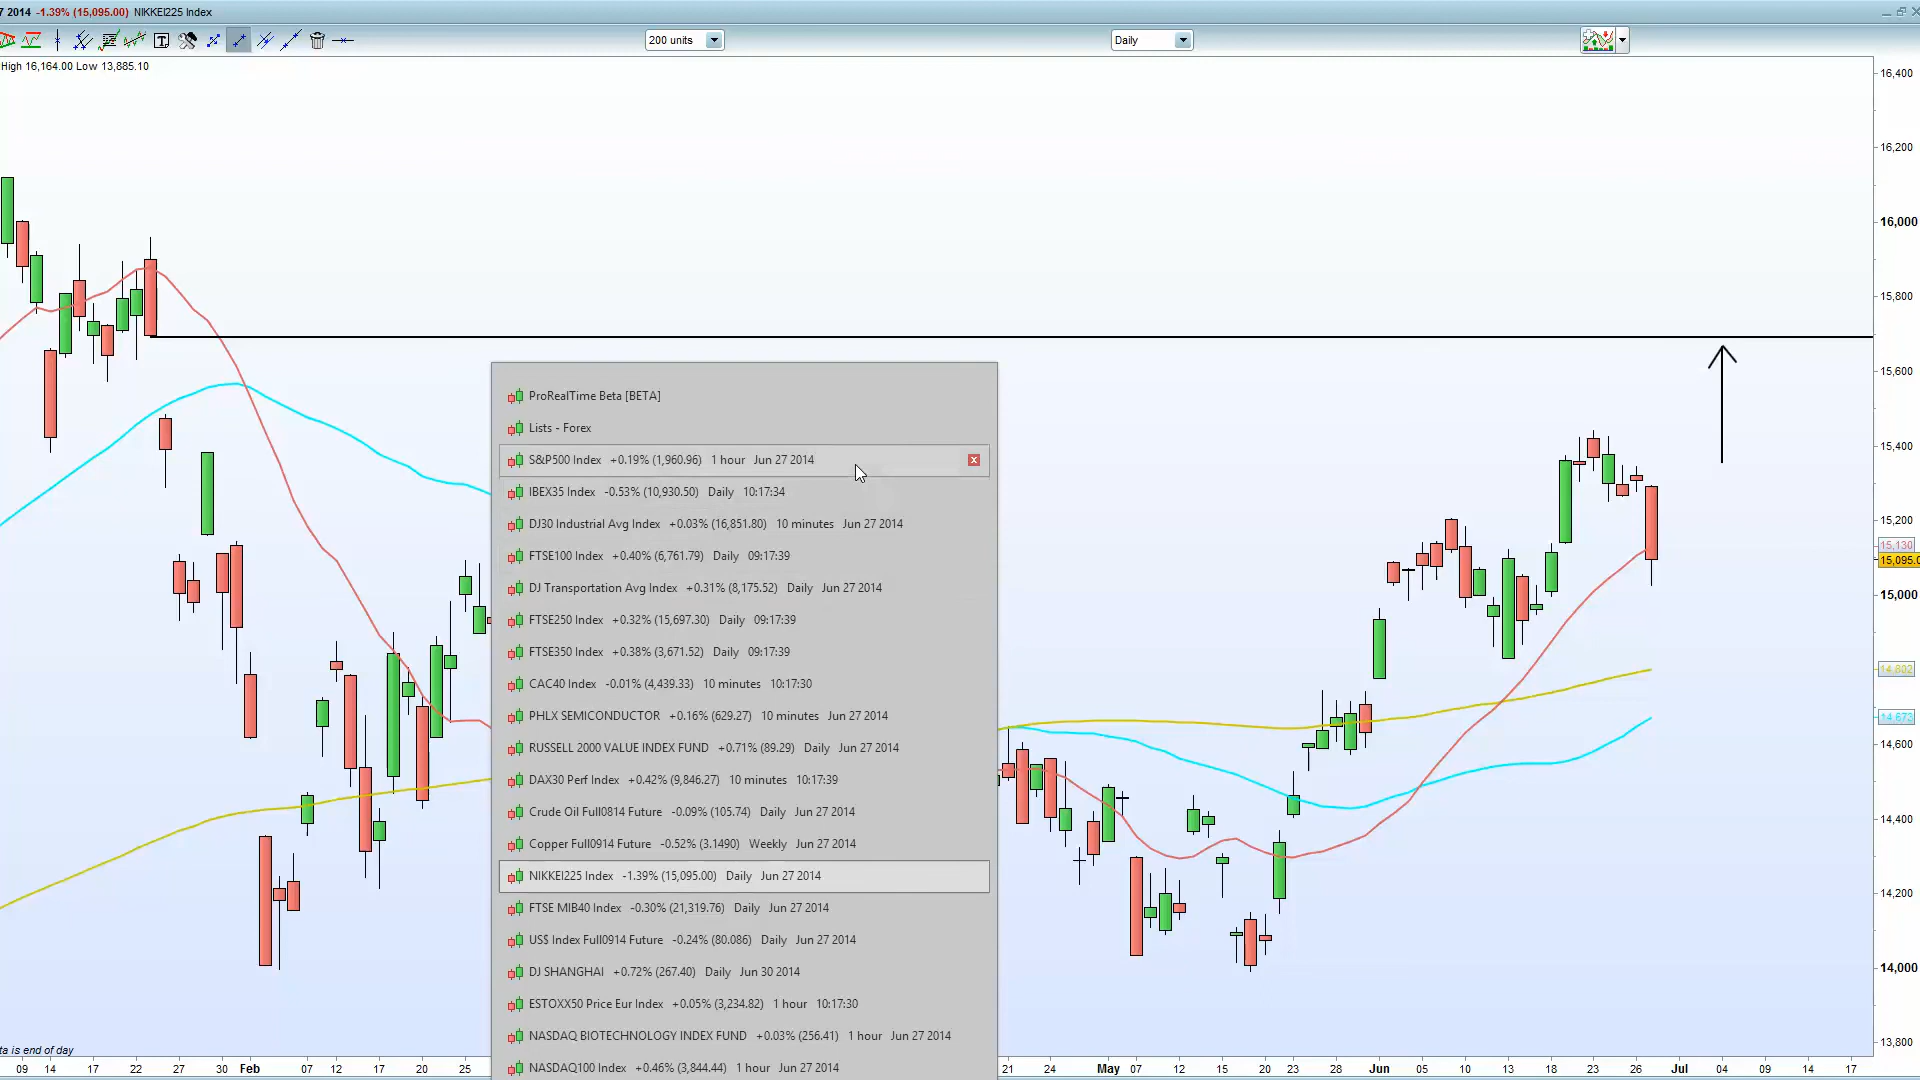 7 2014 -1.39% (15,095.00) NIKKEI225 Index
200 units
Daily
High 16,164.00 Low 13,885.10
16,400
16,200
16,000
15,800
15,600
15,400
15,200
15,130
15,095.0
15,000
14,802
14,673
14,600
14,400
14,200
14,000
13,800
ProRealTime Beta [BETA]
Lists - Forex
S&P500 Index +0.19% (1,960.96) 1 hour Jun 27 2014
IBEX35 Index -0.53% (10,930.50) Daily 10:17:34
DJ30 Industrial Avg Index +0.03% (16,851.80) 10 minutes Jun 27 2014
FTSE100 Index +0.40% (6,761.79) Daily 09:17:39
DJ Transportation Avg Index +0.31% (8,175.52) Daily Jun 27 2014
FTSE250 Index +0.32% (15,697.30) Daily 09:17:39
FTSE350 Index +0.38% (3,671.52) Daily 09:17:39
CAC40 Index -0.01% (4,439.33) 10 minutes 10:17:30
PHLX SEMICONDUCTOR +0.16% (629.27) 10 minutes Jun 27 2014
RUSSELL 2000 VALUE INDEX FUND +0.71% (89.29) Daily Jun 27 2014
DAX30 Perf Index +0.42% (9,846.27) 10 minutes 10:17:39
Crude Oil Full0814 Future -0.09% (105.74) Daily Jun 27 2014
Copper Full0914 Future -0.52% (3.1490) Weekly Jun 27 2014
NIKKEI225 Index -1.39% (15,095.00) Daily Jun 27 2014
FTSE MIB40 Index -0.30% (21,319.76) Daily Jun 27 2014
US$ Index Full0914 Future -0.24% (80.086) Daily Jun 27 2014
DJ SHANGHAI +0.72% (267.40) Daily Jun 30 2014
ESTOXX50 Price Eur Index +0.05% (3,234.82) 1 hour 10:17:30
NASDAQ BIOTECHNOLOGY INDEX FUND +0.03% (256.41) 1 hour Jun 27 2014
NASDAQ100 Index +0.46% (3,844.44) 1 hour Jun 27 2014
ta is end of day
09 14 17 22 27 30 Feb 07 12 17 20 25 21 24 May 07 12 15 20 23 28 Jun 05 10 13 18 23 26 Jul 04 09 14 17